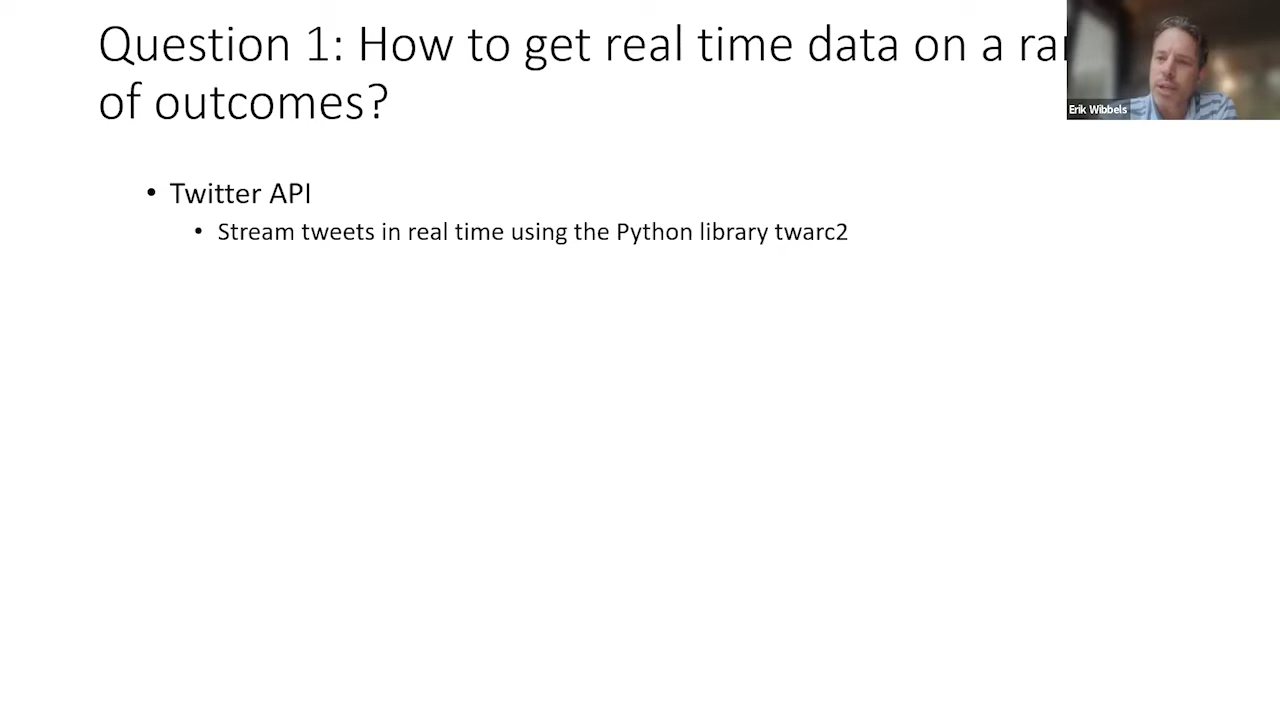 Question 1: How to get real time data on a
of outcomes?
Erik Wibbels
• Twitter API
• Stream tweets in real time using the Python library twarc2